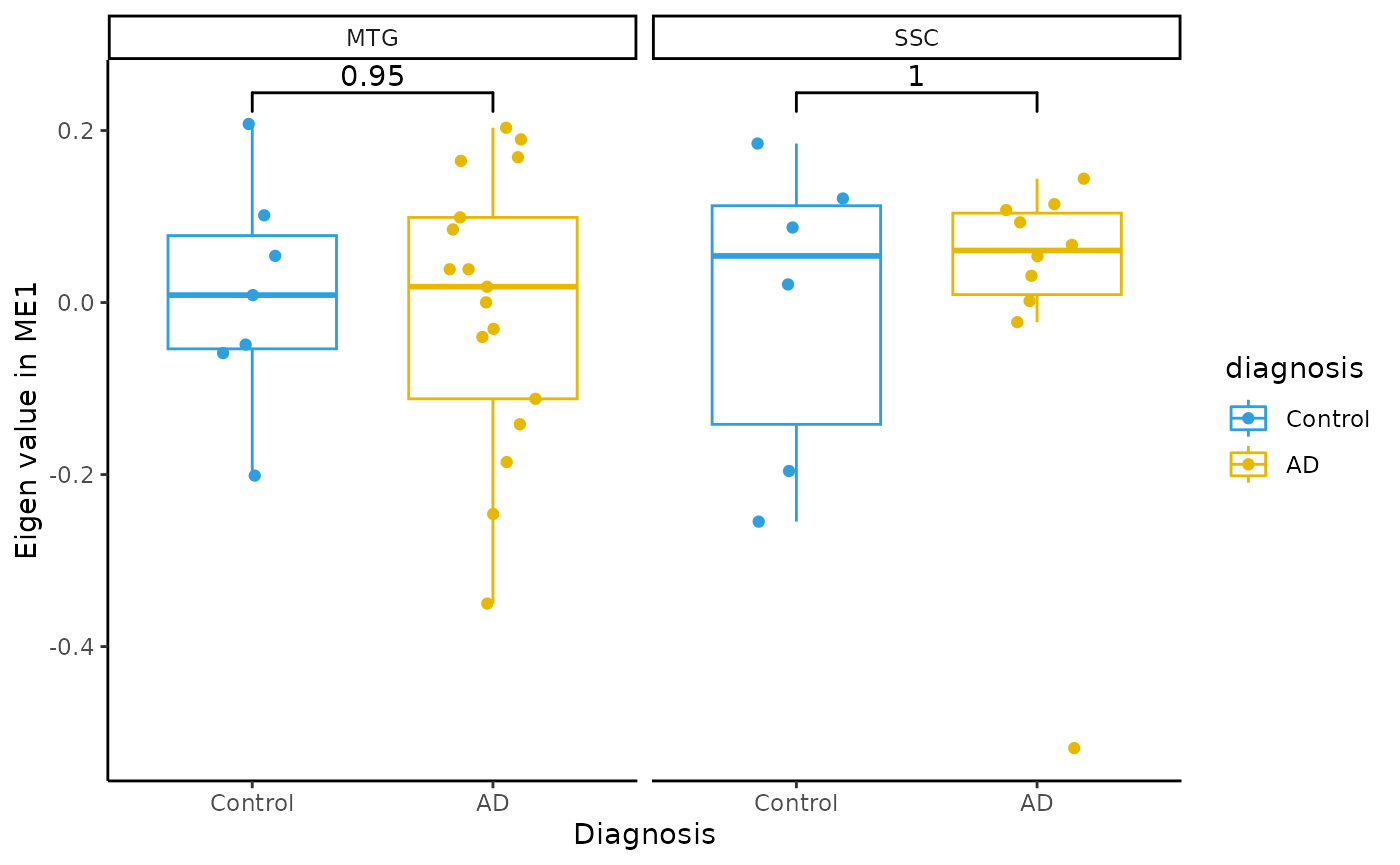 MTG
SSC
0.95
1
0.2
0.0
-0.2
-0.4
Eigen value in ME1
Control
AD
Control
AD
Diagnosis
diagnosis
Control
AD